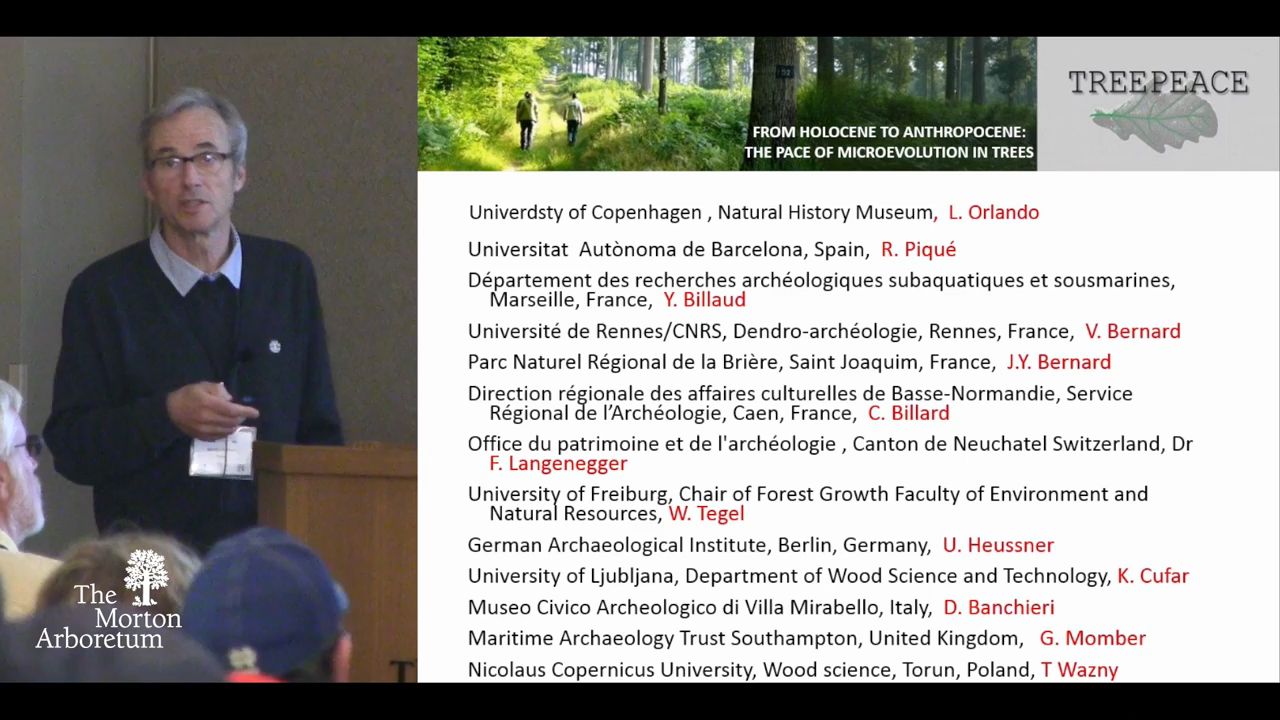 TREEPEACE
FROM HOLOCENE TO ANTHROPOCENE:
THE PACE OF MICROEVOLUTION IN TREES
Univerdsty of Copenhagen , Natural History Museum, L. Orlando
Universitat Autònoma de Barcelona, Spain, R. Piqué
Département des recherches archéologiques subaquatiques et sousmarines,
Marseille, France, Y. Billaud
Université de Rennes/CNRS, Dendro-archéologie, Rennes, France, V. Bernard
Parc Naturel Régional de la Brière, Saint Joaquim, France, J.Y. Bernard
Direction régionale des affaires culturelles de Basse-Normandie, Service
Régional de l’Archéologie, Caen, France, C. Billard
Office du patrimoine et de l'archéologie , Canton de Neuchatel Switzerland, Dr
F. Langenegger
University of Freiburg, Chair of Forest Growth Faculty of Environment and
Natural Resources, W. Tegel
German Archaeological Institute, Berlin, Germany, U. Heussner
University of Ljubljana, Department of Wood Science and Technology, K. Cufar
Museo Civico Archeologico di Villa Mirabello, Italy, D. Banchieri
Maritime Archaeology Trust Southampton, United Kingdom, G. Momber
Nicolaus Copernicus University, Wood science, Torun, Poland, T Wazny
The
Morton
Arboretum